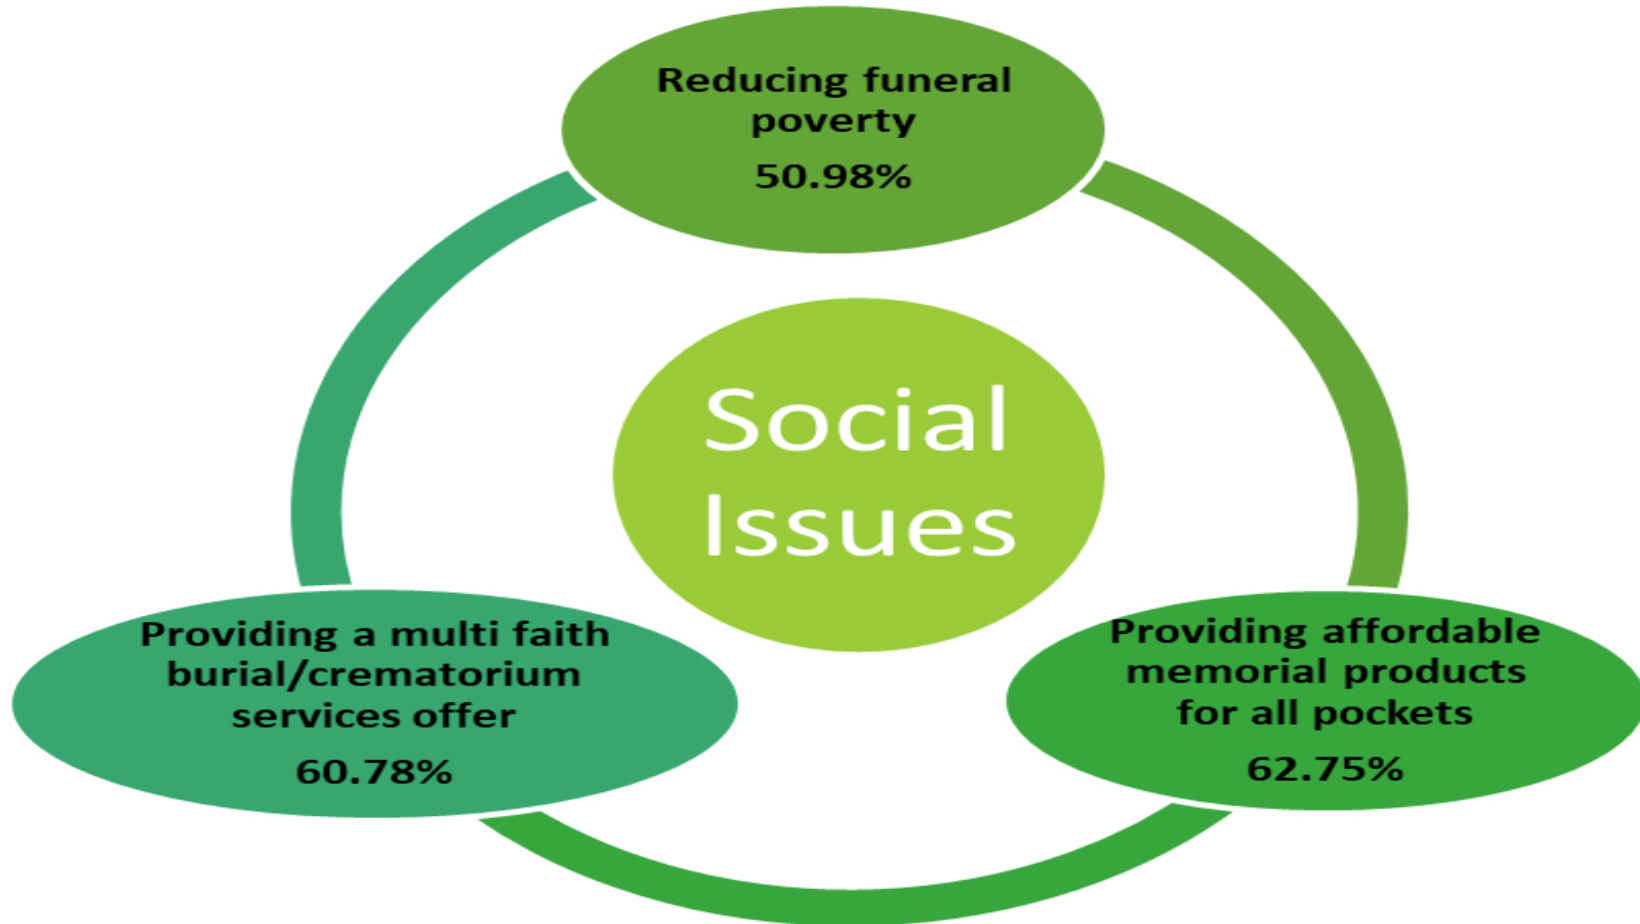 Reducing funeral
poverty
50.98%
Social
Issues
Providing a multi faith
burial/crematorium
services offer
60.78%
Providing affordable
memorial products
for all pockets
62.75%